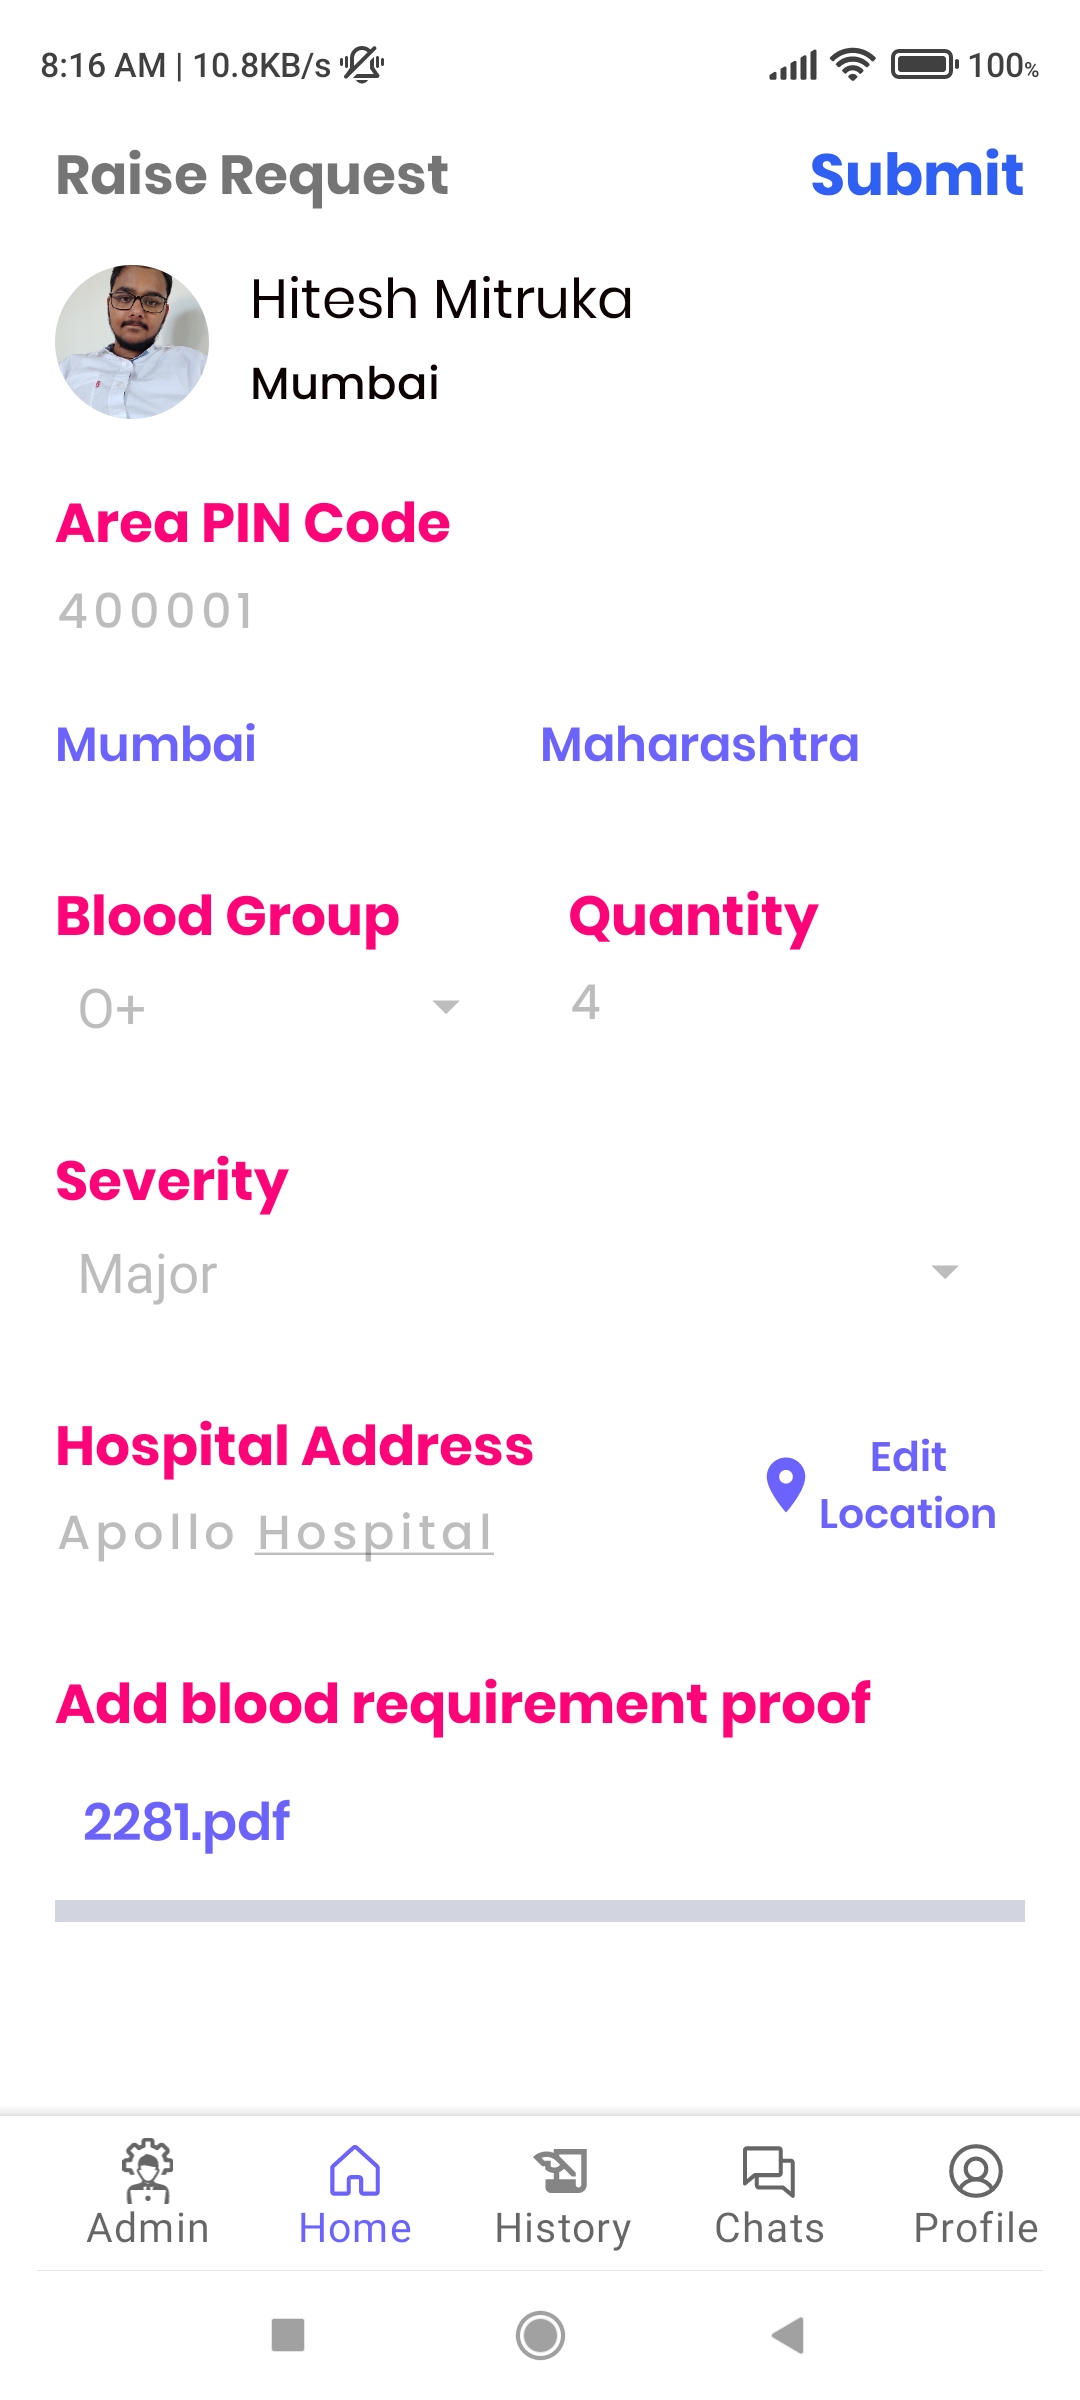 8:16 AM | 10.8KB/s 100%
Raise Request Submit
Hitesh Mitruka
Mumbai
Area PIN Code
400001
Mumbai Maharashtra
Blood Group Quantity
O+ 4
Severity
Major
Hospital Address
Apollo Hospital
Edit
Location
Add blood requirement proof
2281.pdf
Admin Home History Chats Profile